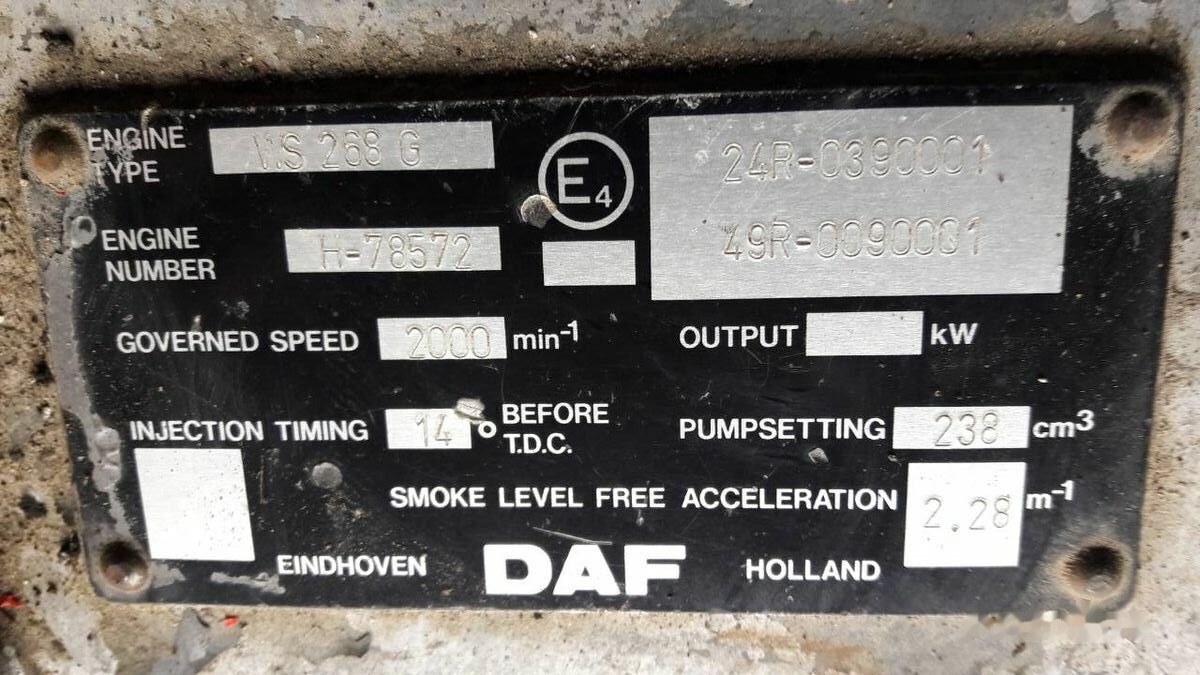 ENGINE TYPE WS 268 G
E4
24R-0390001
49R-0090001
ENGINE NUMBER H-78572
GOVERNED SPEED 2000 min-1
OUTPUT kW
INJECTION TIMING 14° BEFORE T.D.C.
PUMPSETTING 238 cm3
SMOKE LEVEL FREE ACCELERATION 2.28 m-1
EINDHOVEN DAF HOLLAND